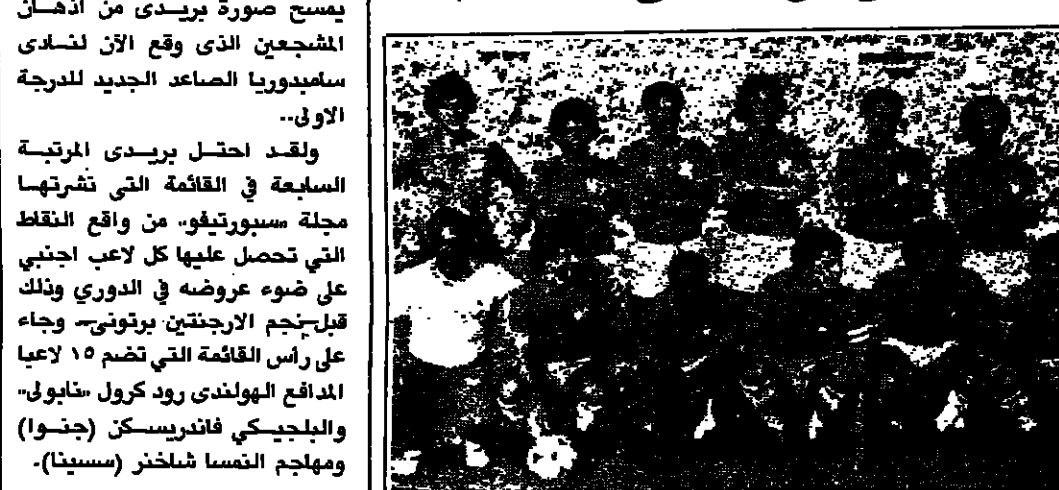 يمسح صورة بريدى من اذهان
المشجعين الذى وقع الآن لنادى
سامبدوريا الصاعد الجديد للدرجة
الاولى..
ولقد احتل بريدى المرتبة
السابعة في القائمة التي نشرتها
مجلة «سبورتيفو» من واقع النقاط
التي تحصل عليها كل لاعب اجنبي
على ضوء عروضه في الدوري وذلك
قبل نجم الارجنتين برتونى وجاء
على رأس القائمة التي تضم ١٥ لاعبا
المدافع الهولندى رود كرول «نابولى»
والبلجيكي فاندريسكن (جنوا)
ومهاجم النمسا شاخنر (سسينا).